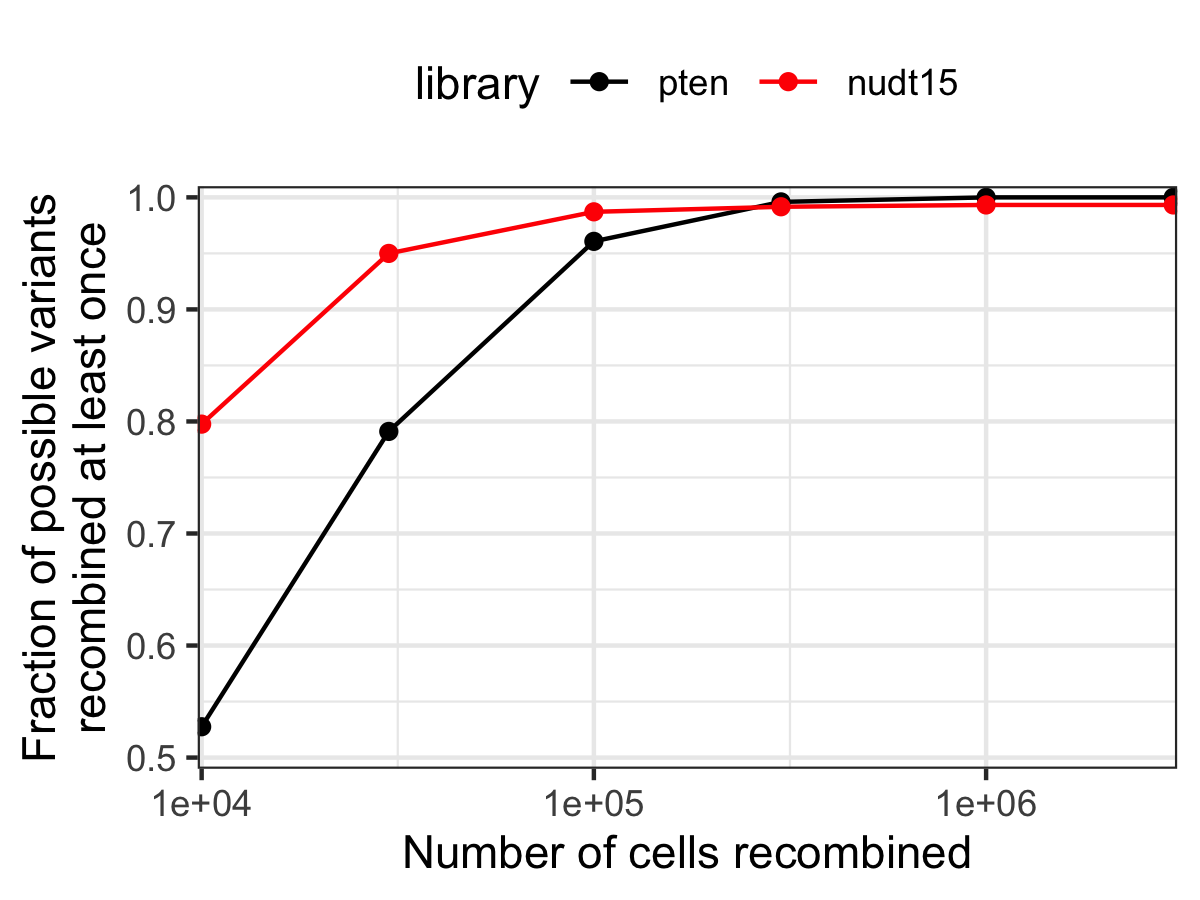 library pten nudt15
Fraction of possible variants
recombined at least once
1.0
0.9
0.8
0.7
0.6
0.5
1e+04 1e+05 1e+06
Number of cells recombined